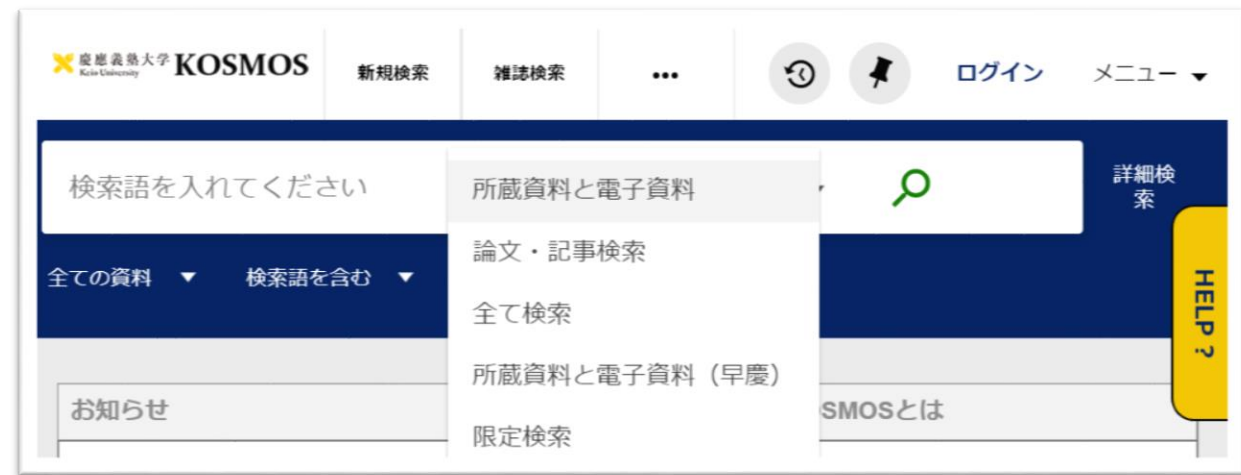 慶應義塾大学 KOSMOS
Keio University
新規検索
雑誌検索
•••
ログイン
メニュー ▼
検索語を入れてください
所蔵資料と電子資料
詳細検
索
論文・記事検索
全ての資料 ▼
検索語を含む ▼
全て検索
HELP ?
所蔵資料と電子資料（早慶）
お知らせ
OSMOSとは
限定検索